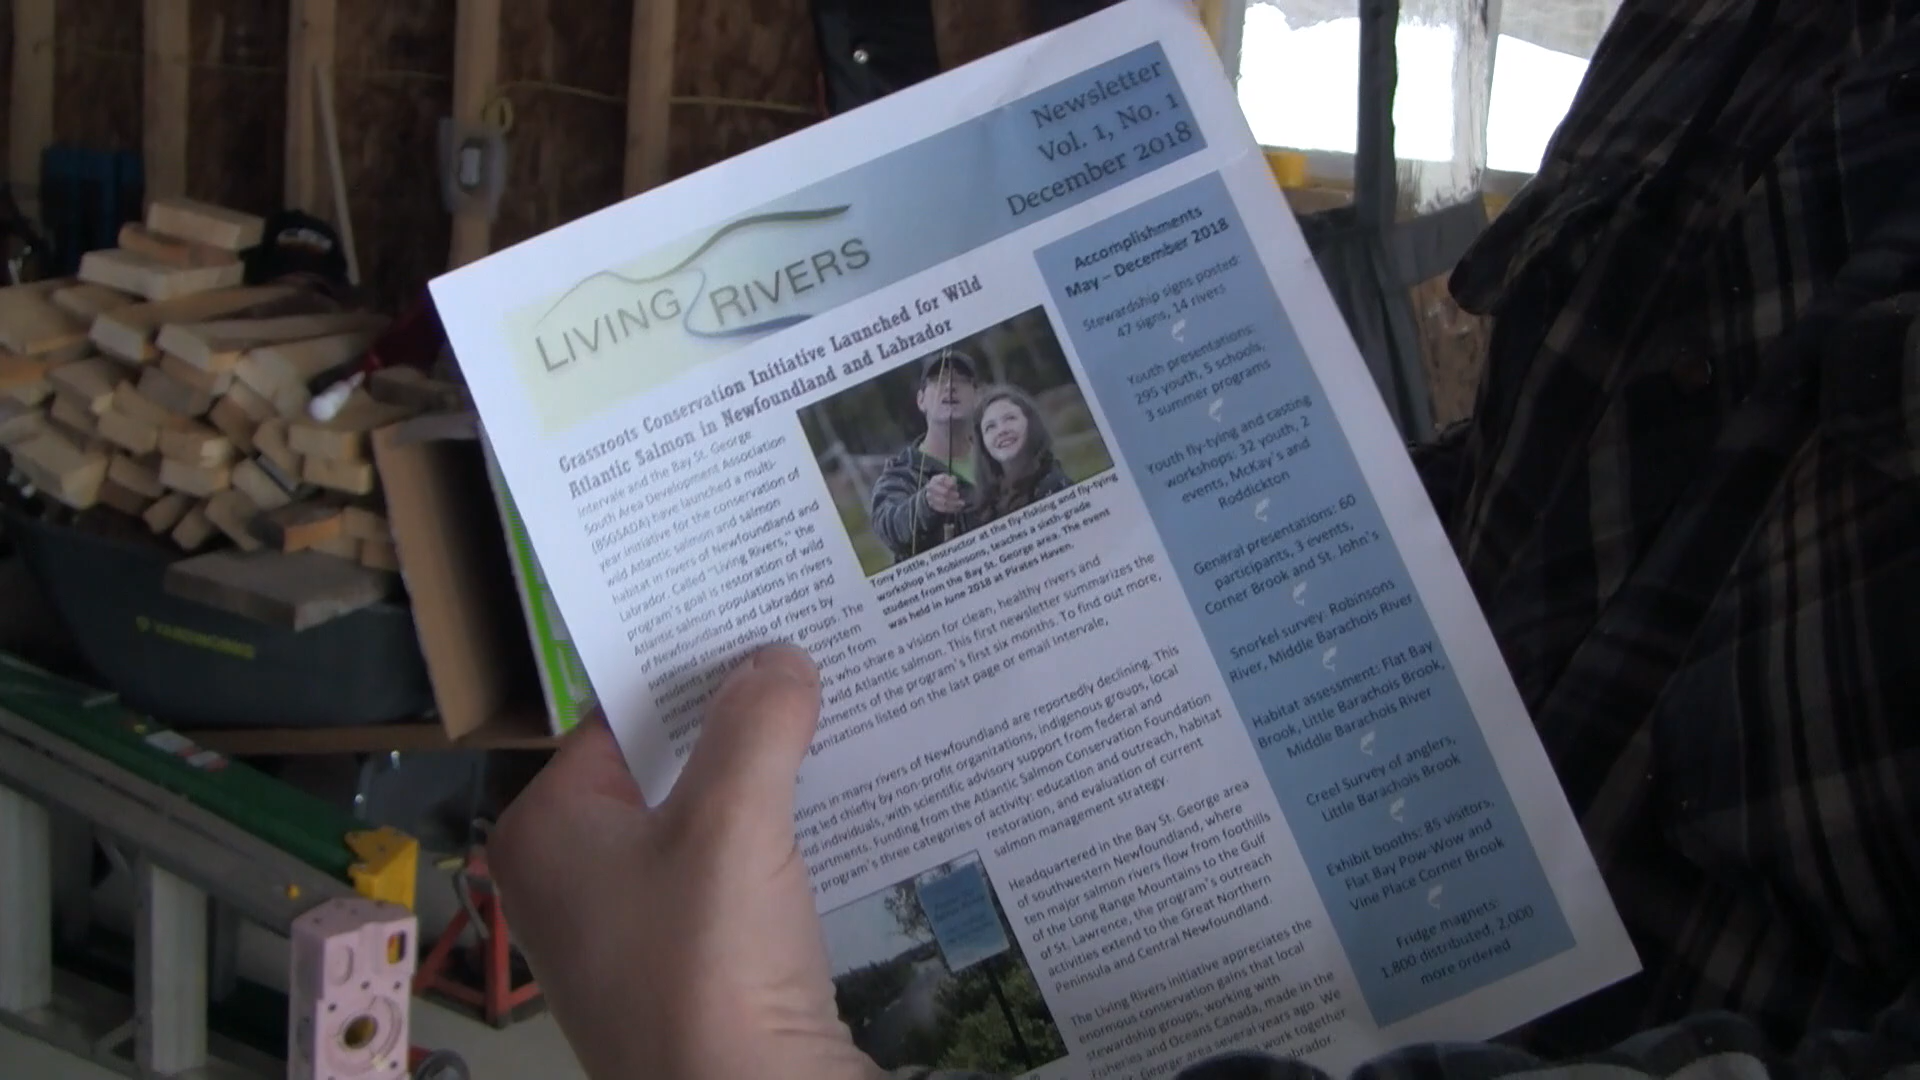 Newsletter
Vol. 1, No. 1
December 2018
LIVING RIVERS
Grassroots Conservation Initiative Launched for Wild
Atlantic Salmon in Newfoundland and Labrador
Intervale and the Bay St. George
South Area Development Association
(BSGSADA) have launched a multi-
year initiative for the conservation of
wild Atlantic salmon and salmon
habitat in rivers of Newfoundland and
Labrador. Called "Living Rivers," the
program's goal is restoration of wild
Atlantic salmon populations in rivers
of Newfoundland and Labrador and
sustained stewardship of rivers by
residents and groups. The
initiative ecosystem
from
who share a vision for clean, healthy rivers and
wild Atlantic salmon. This first newsletter summarizes the
of the program's first six months. To find out more,
listed on the last page or email Intervale,
Tony Pottle, instructor at the fly-fishing and fly-tying
workshop in Robinsons, teaches a sixth-grade
student from the Bay St. George area. The event
was held in June 2018 at Pirates Haven.
in many rivers of Newfoundland are reportedly declining. This
led chiefly by non-profit organizations, indigenous groups, local
individuals, with scientific advisory support from federal and
Funding from the Atlantic Salmon Conservation Foundation
program's three categories of activity: education and outreach, habitat
restoration, and evaluation of current
salmon management strategy.
Headquartered in the Bay St. George area
of southwestern Newfoundland, where
ten major salmon rivers flow from foothills
of the Long Range Mountains to the Gulf
of St. Lawrence, the program's outreach
activities extend to the Great Northern
Peninsula and Central Newfoundland.
The Living Rivers initiative appreciates the
enormous conservation gains that local
stewardship groups, working with
Fisheries and Oceans Canada, made in the
George area several years ago. We
work together
Accomplishments
May – December 2018
Stewardship signs posted:
47 signs, 14 rivers
Youth presentations:
295 youth, 5 schools,
3 summer programs
Youth fly-tying and casting
workshops: 32 youth, 2
events, McKay's and
Roddickton
General presentations: 60
participants, 3 events,
Corner Brook and St. John's
Snorkel survey: Robinsons
River, Middle Barachois River
Habitat assessment: Flat Bay
Brook, Little Barachois Brook,
Middle Barachois River
Creel Survey of anglers,
Little Barachois Brook
Exhibit booths: 85 visitors,
Flat Bay Pow-Wow and
Vine Place Corner Brook
Fridge magnets:
1,800 distributed, 2,000
more ordered
YARDWORKS